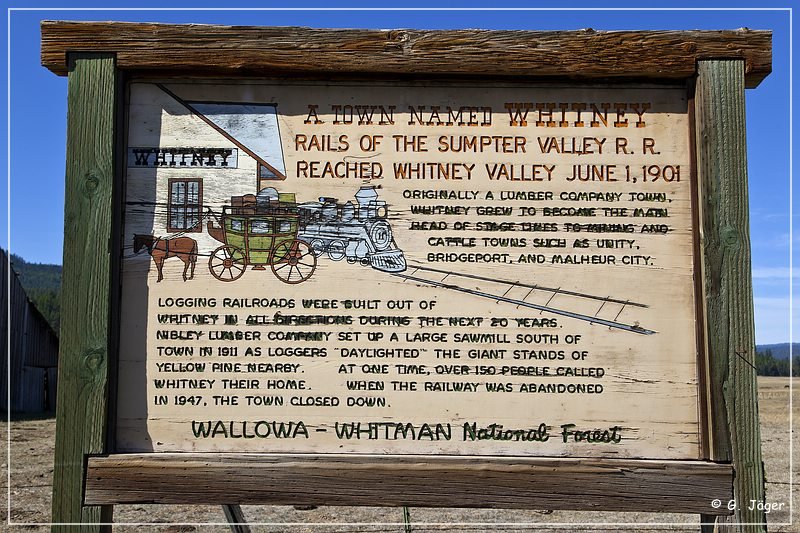 A TOWN NAMED WHITNEY
RAILS OF THE SUMPTER VALLEY R. R.
REACHED WHITNEY VALLEY JUNE 1, 1901
WHITNEY
ORIGINALLY A LUMBER COMPANY TOWN,
WHITNEY GREW TO BECOME THE MAIN
HEAD OF STAGE LINES TO MINING AND
CATTLE TOWNS SUCH AS UNITY,
BRIDGEPORT, AND MALHEUR CITY.
LOGGING RAILROADS WERE BUILT OUT OF
WHITNEY IN ALL DIRECTIONS DURING THE NEXT 20 YEARS.
NIBLEY LUMBER COMPANY SET UP A LARGE SAWMILL SOUTH OF
TOWN IN 1911 AS LOGGERS "DAYLIGHTED" THE GIANT STANDS OF
YELLOW PINE NEARBY. AT ONE TIME, OVER 150 PEOPLE CALLED
WHITNEY THEIR HOME. WHEN THE RAILWAY WAS ABANDONED
IN 1947, THE TOWN CLOSED DOWN.
WALLOWA - WHITMAN National Forest
© G. Jäger